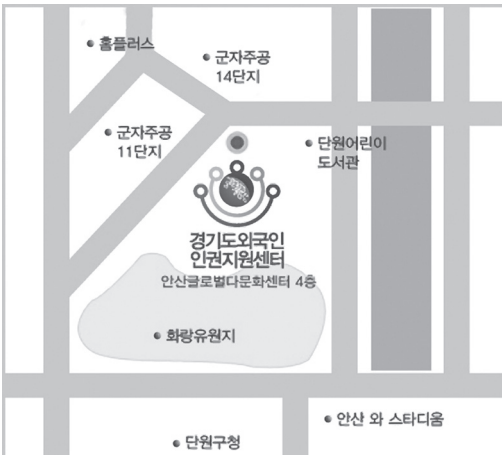 홈플러스
군자주공
14단지
군자주공
11단지
단원어린이
도서관
경기도외국인
인권지원센터
안산글로벌다문화센터 4층
화랑유원지
안산 와 스타디움
단원구청